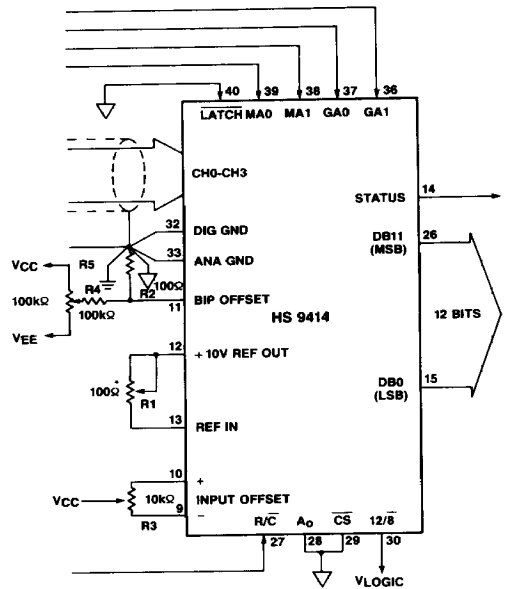 40 39 38 37 36
LATCH MA0 MA1 GA0 GA1
CH0-CH3
STATUS 14
32 DIG GND
DB11 26
(MSB)
33 ANA GND
R5
VCC
R4
R2 100Ω
100kΩ
100kΩ
11 BIP OFFSET
HS 9414
12 BITS
VEE
12 + 10V REF OUT
100Ω*
R1
DB0 15
(LSB)
13 REF IN
10 +
VCC
10kΩ INPUT OFFSET
9 −
R3
R/C A₀ CS 12/8
27 28 29 30
VLOGIC